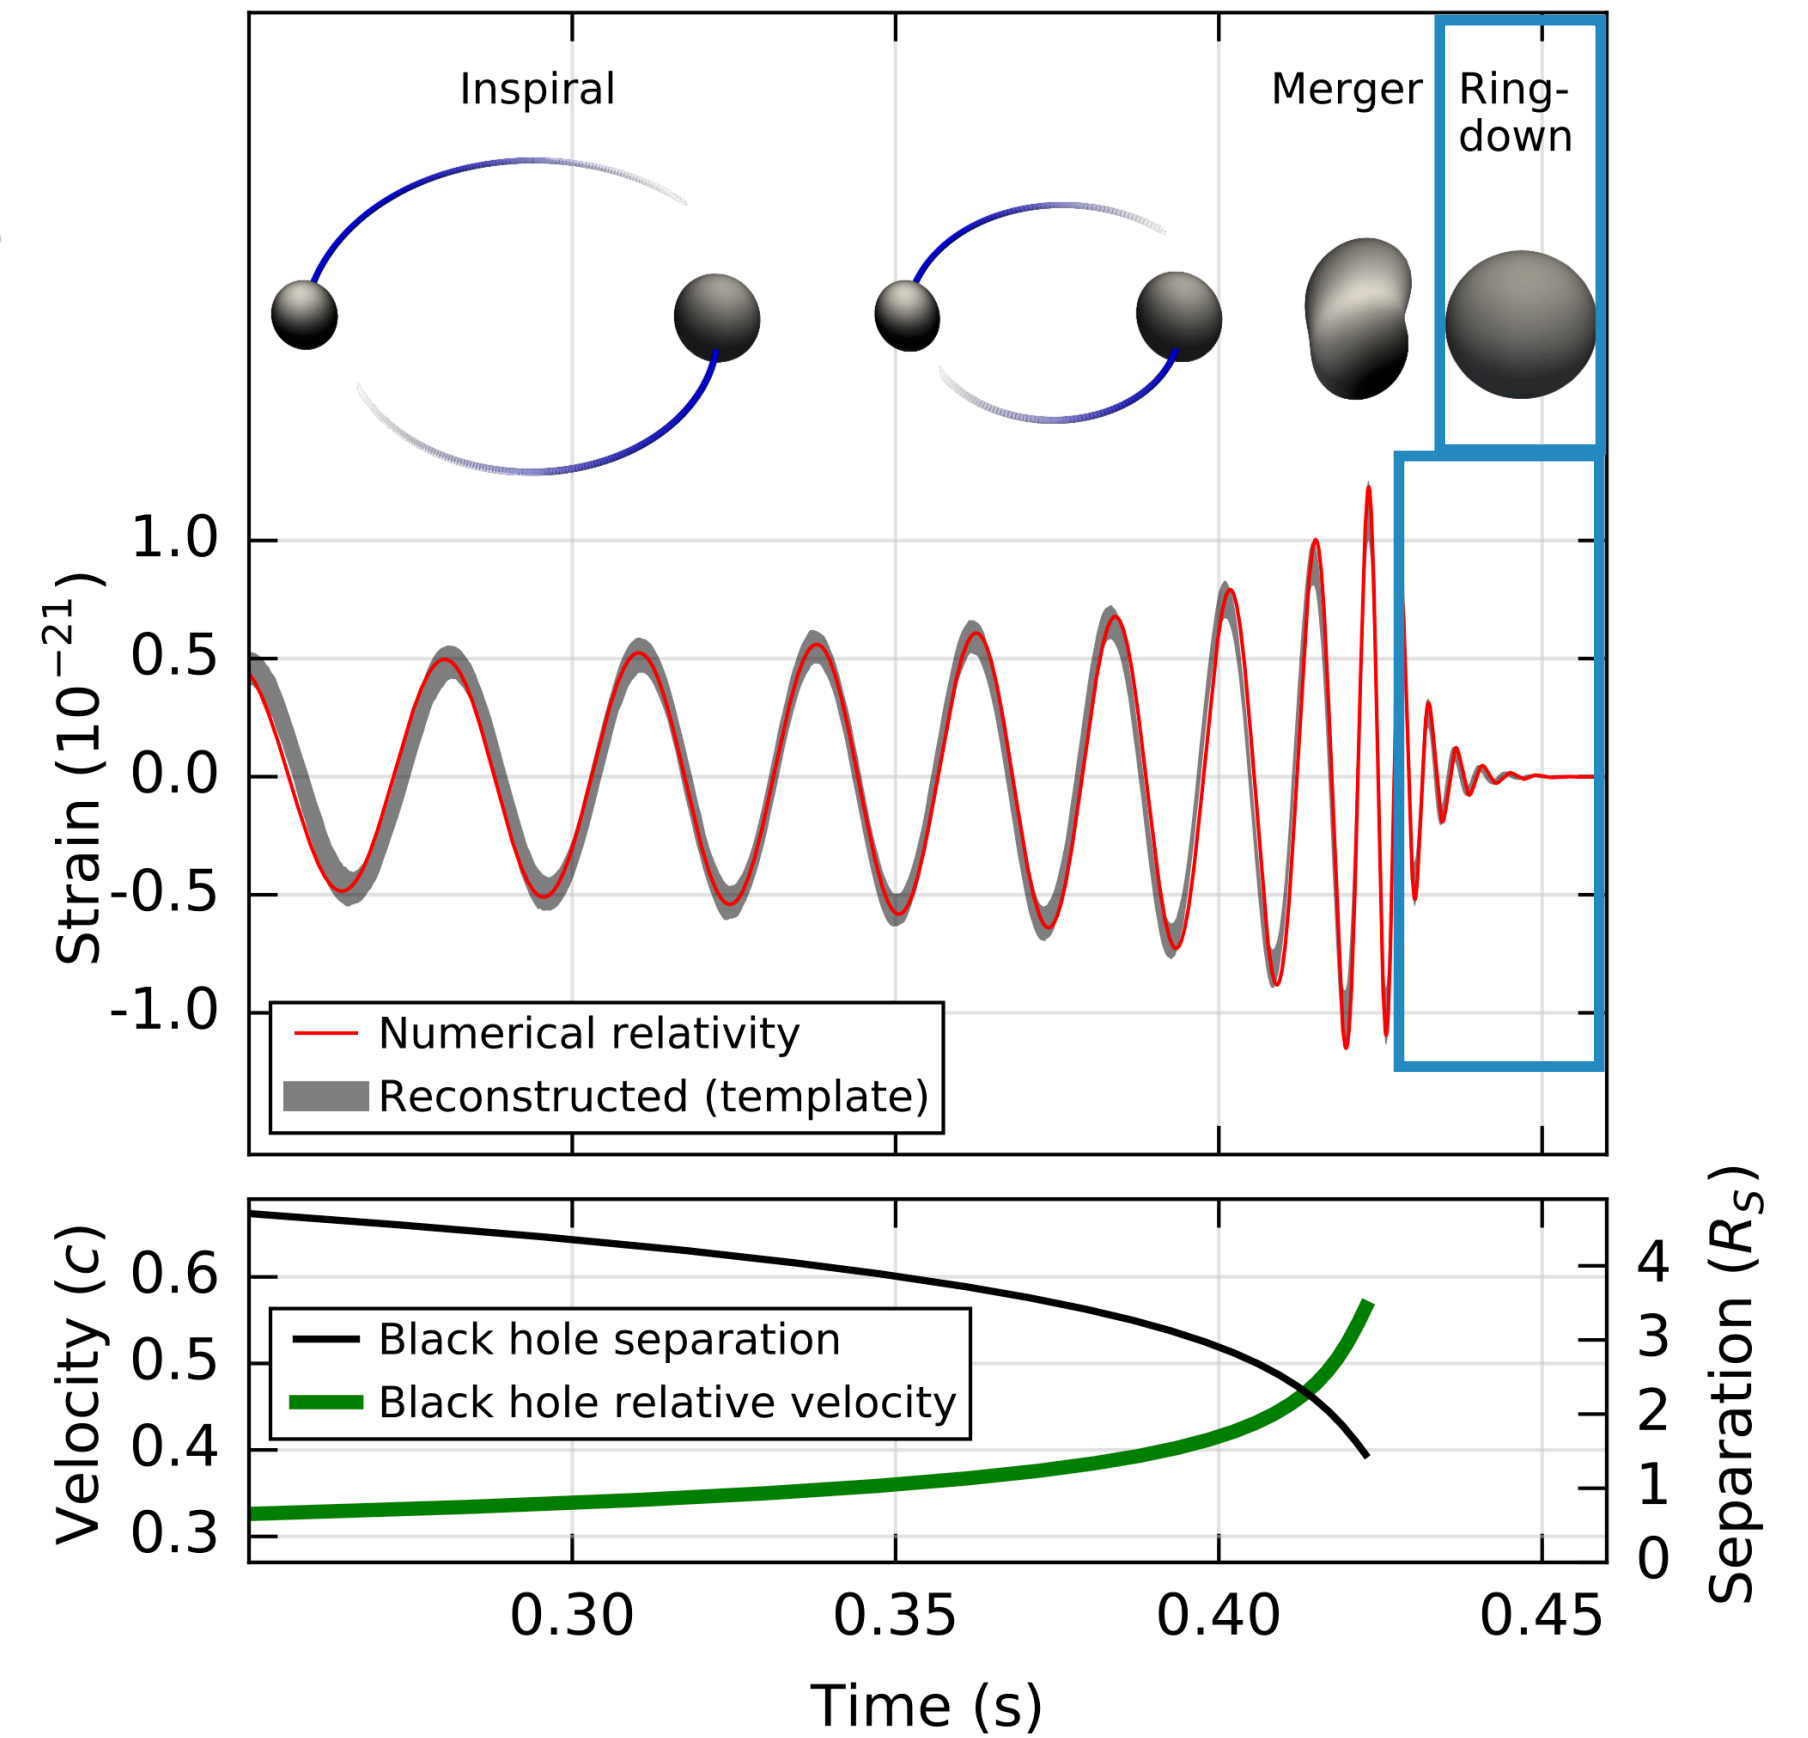 Inspiral
Merger
Ring-
down
Strain (10⁻²¹)
1.0
0.5
0.0
-0.5
-1.0
Numerical relativity
Reconstructed (template)
Velocity (c)
0.6
0.5
0.4
0.3
Black hole separation
Black hole relative velocity
Separation (R_S)
4
3
2
1
0
0.30 0.35 0.40 0.45
Time (s)